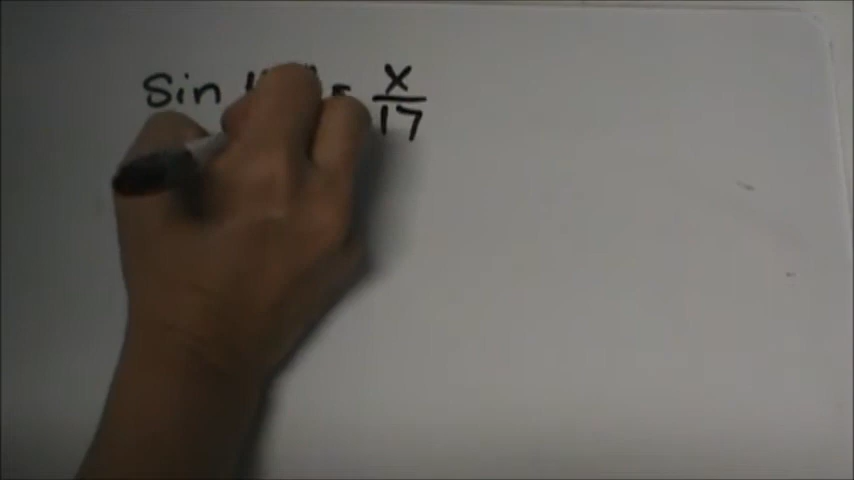 sin = x/17